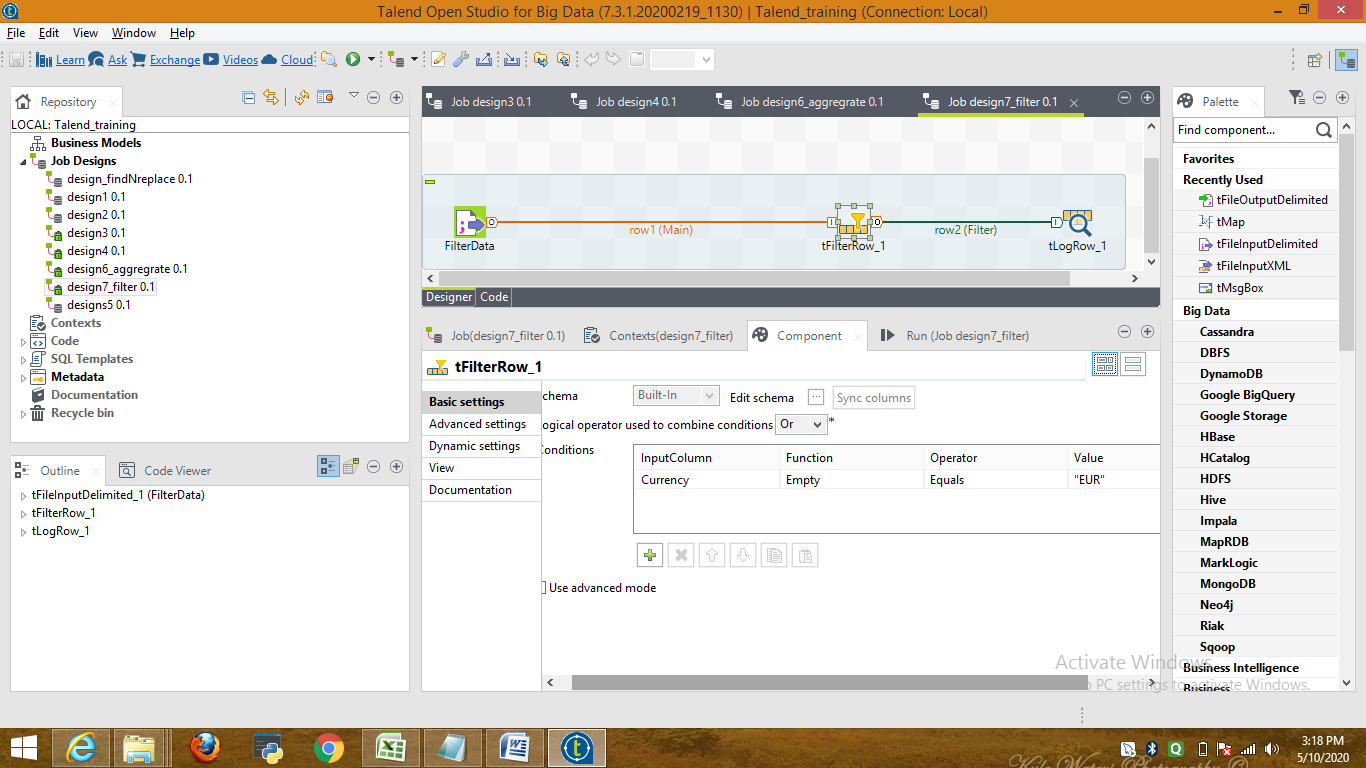 Talend Open Studio for Big Data (7.3.1.20200219_1130) | Talend_training (Connection: Local)
File Edit View Window Help
Learn Ask Exchange Videos Cloud
Repository
LOCAL: Talend_training
Business Models
Job Designs
design_findNreplace 0.1
design1 0.1
design2 0.1
design3 0.1
design4 0.1
design6_aggregrate 0.1
design7_filter 0.1
designs5 0.1
Contexts
Code
SQL Templates
Metadata
Documentation
Recycle bin
Outline Code Viewer
tFileInputDelimited_1 (FilterData)
tFilterRow_1
tLogRow_1
Job design3 0.1 Job design4 0.1 Job design6_aggregrate 0.1 Job design7_filter 0.1
row1 (Main) row2 (Filter)
FilterData tFilterRow_1 tLogRow_1
Designer Code
Job(design7_filter 0.1) Contexts(design7_filter) Component Run (Job design7_filter)
tFilterRow_1
Basic settings
Advanced settings
Dynamic settings
View
Documentation
chema Built-In Edit schema ... Sync columns
ogical operator used to combine conditions Or *
Conditions
InputColumn Function Operator Value
Currency Empty Equals "EUR"
Use advanced mode
Palette
Find component...
Favorites
Recently Used
tFileOutputDelimited
tMap
tFileInputDelimited
tFileInputXML
tMsgBox
Big Data
Cassandra
DBFS
DynamoDB
Google BigQuery
Google Storage
HBase
HCatalog
HDFS
Hive
Impala
MapRDB
MarkLogic
MongoDB
Neo4j
Riak
Sqoop
Business Intelligence
Business
Activate Windows
PC settings to activate Windows.
3:18 PM
5/10/2020